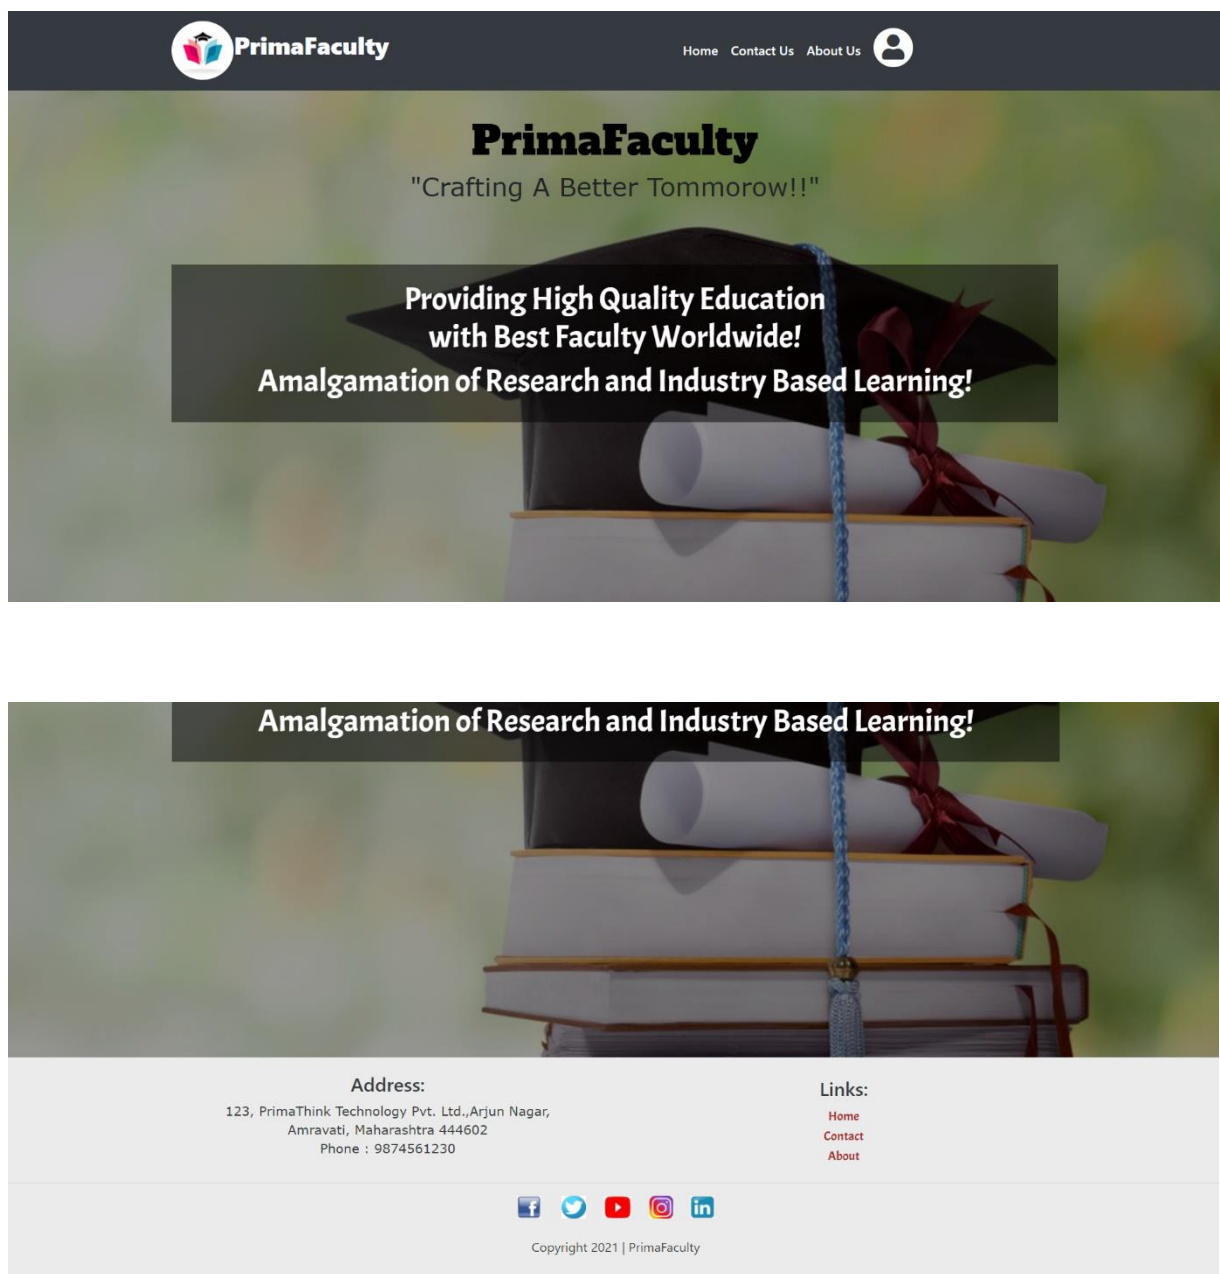 PrimaFaculty
Home Contact Us About Us
PrimaFaculty
"Crafting A Better Tommorow!!"
Providing High Quality Education
with Best Faculty Worldwide!
Amalgamation of Research and Industry Based Learning!
Amalgamation of Research and Industry Based Learning!
Address:
123, PrimaThink Technology Pvt. Ltd.,Arjun Nagar,
Amravati, Maharashtra 444602
Phone : 9874561230
Links:
Home
Contact
About
f
in
Copyright 2021 | PrimaFaculty